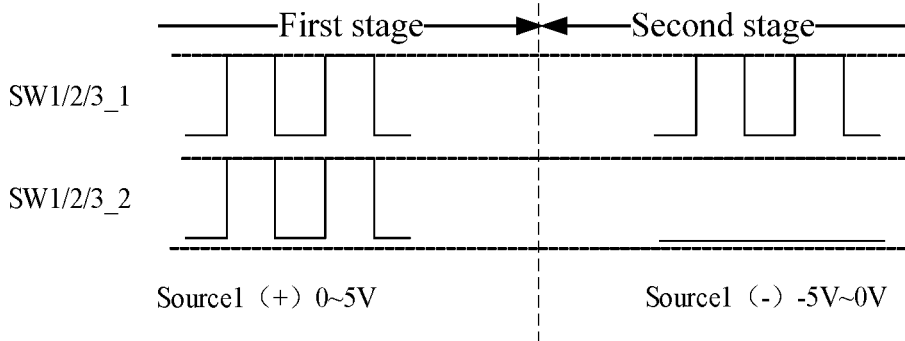 First stage Second stage
SW1/2/3_1
SW1/2/3_2
Source1（+）0~5V Source1（-）-5V~0V